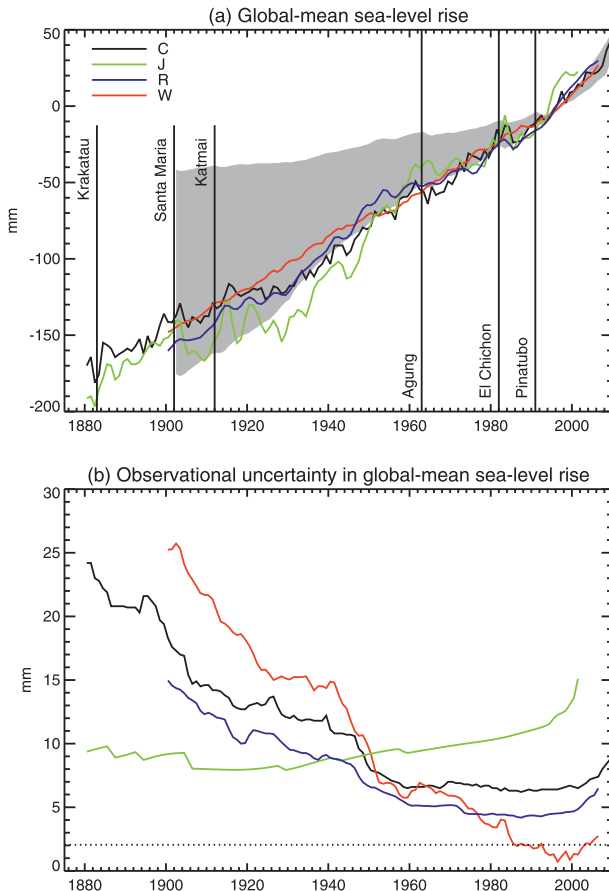 (a) Global-mean sea-level rise
C
J
R
W
50
0
-50
-100
-150
-200
mm
Krakatau
Santa Maria
Katmai
Agung
El Chichon
Pinatubo
1880 1900 1920 1940 1960 1980 2000
(b) Observational uncertainty in global-mean sea-level rise
30
25
20
15
10
5
0
mm
1880 1900 1920 1940 1960 1980 2000